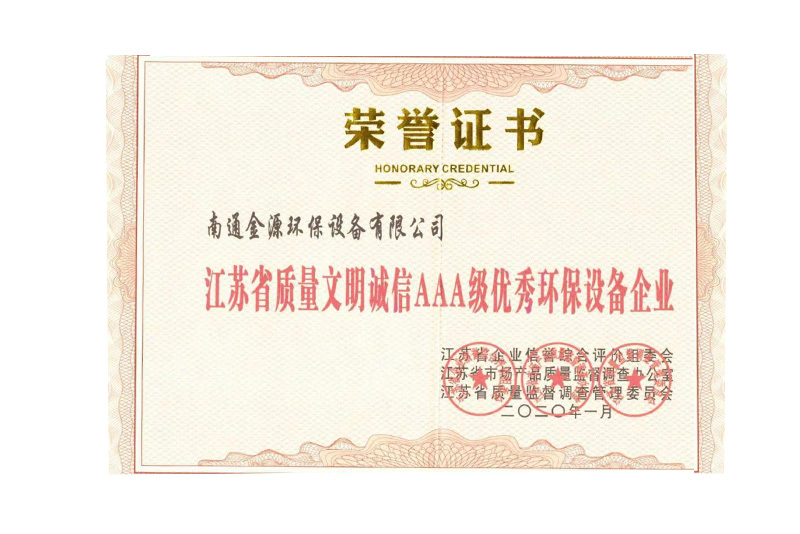 荣誉证书
HONORARY CREDENTIAL
南通金源环保设备有限公司
江苏省质量文明诚信AAA级优秀环保设备企业
江苏省企业信誉综合评价组委会
江苏省市场产品质量监督调查办公室
江苏省质量监督调查管理委员会
二〇二〇年一月